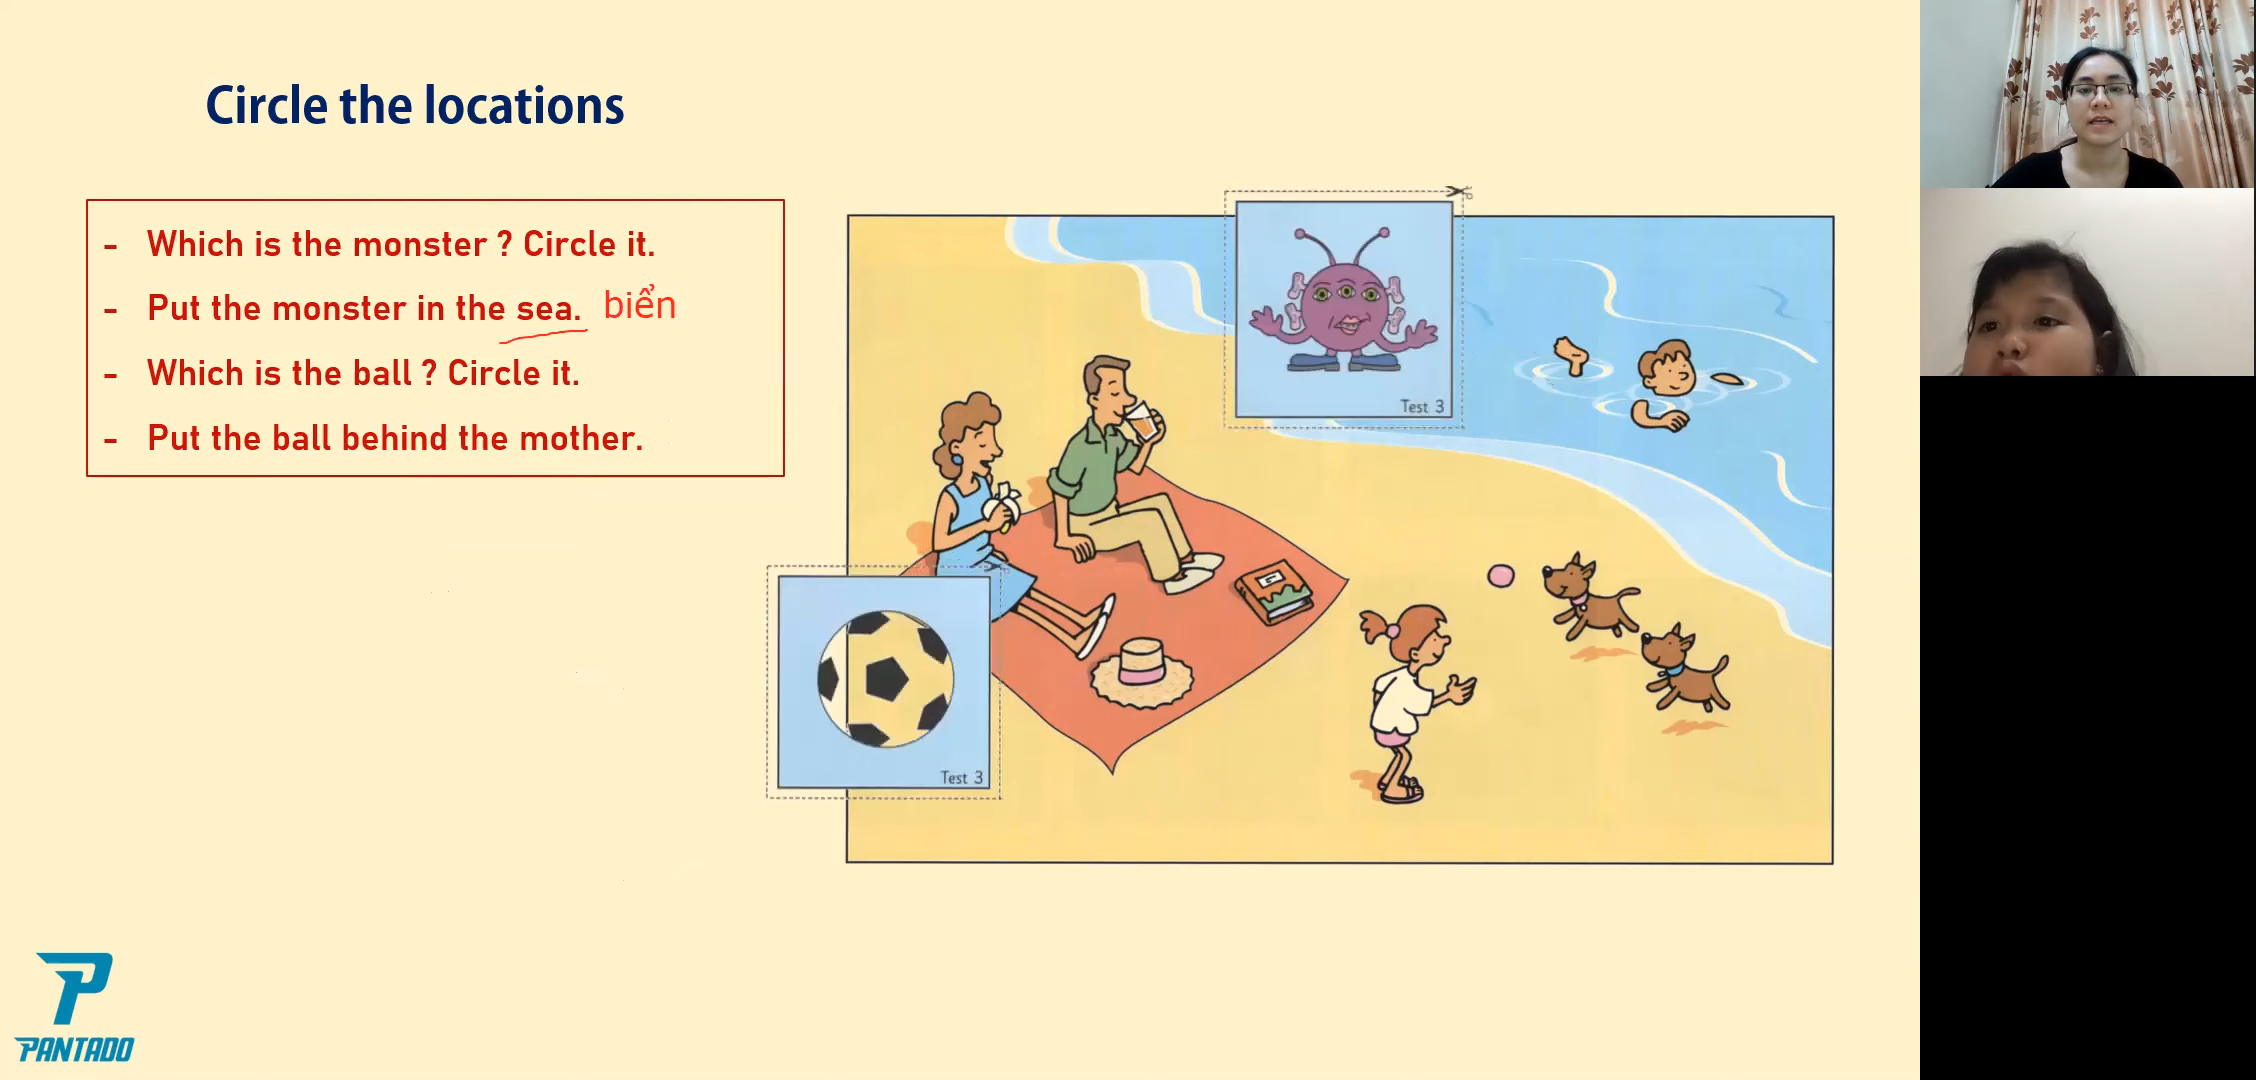 Circle the locations
- Which is the monster ? Circle it.
- Put the monster in the sea. biển
- Which is the ball ? Circle it.
- Put the ball behind the mother.
Test 3
Test 3
PANTADO